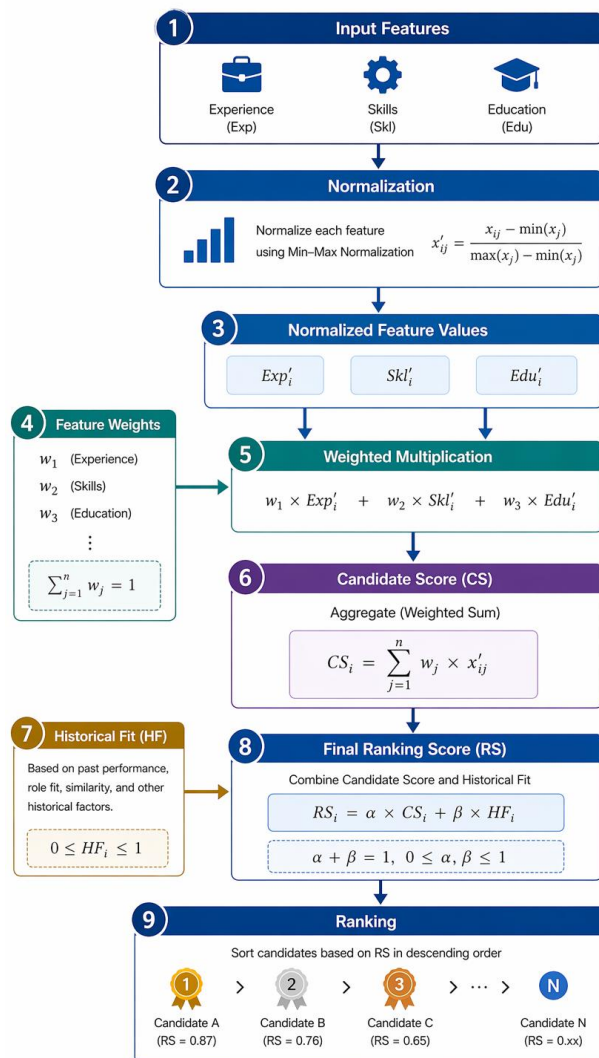 1
Input Features
Experience
(Exp)
Skills
(Skl)
Education
(Edu)
2
Normalization
Normalize each feature
using Min–Max Normalization
x′ij = (xij − min(xj)) / (max(xj) − min(xj))
3
Normalized Feature Values
Exp′i
Skl′i
Edu′i
4
Feature Weights
w1 (Experience)
w2 (Skills)
w3 (Education)
⋮
∑ⁿj=1 wj = 1
5
Weighted Multiplication
w1 × Exp′i + w2 × Skl′i + w3 × Edu′i
6
Candidate Score (CS)
Aggregate (Weighted Sum)
CSi = ∑ⁿj=1 wj × x′ij
7
Historical Fit (HF)
Based on past performance,
role fit, similarity, and other
historical factors.
0 ≤ HFi ≤ 1
8
Final Ranking Score (RS)
Combine Candidate Score and Historical Fit
RSi = α × CSi + β × HFi
α + β = 1, 0 ≤ α, β ≤ 1
9
Ranking
Sort candidates based on RS in descending order
1 > 2 > 3 > ⋯ > N
Candidate A
(RS = 0.87)
Candidate B
(RS = 0.76)
Candidate C
(RS = 0.65)
Candidate N
(RS = 0.xx)